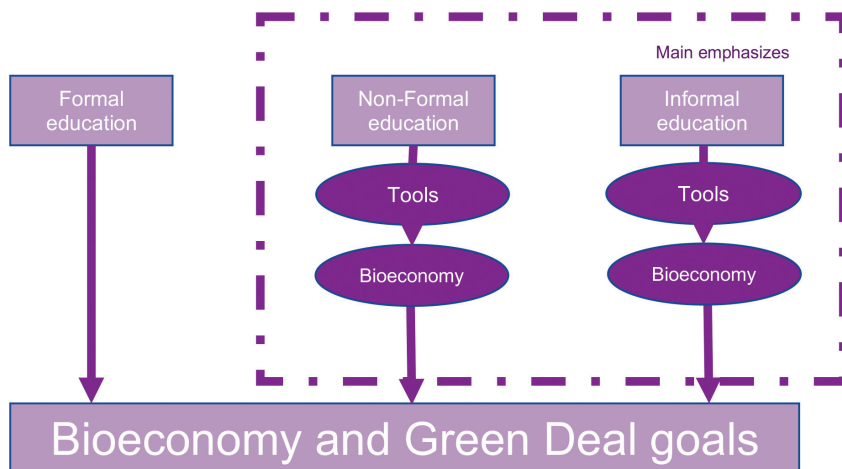 Main emphasizes
Formal
education
Non-Formal
education
Informal
education
Tools
Tools
Bioeconomy
Bioeconomy
Bioeconomy and Green Deal goals